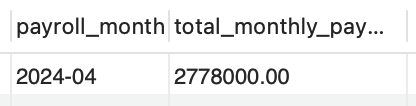 payroll_month total_monthly_pay...
2024-04 2778000.00